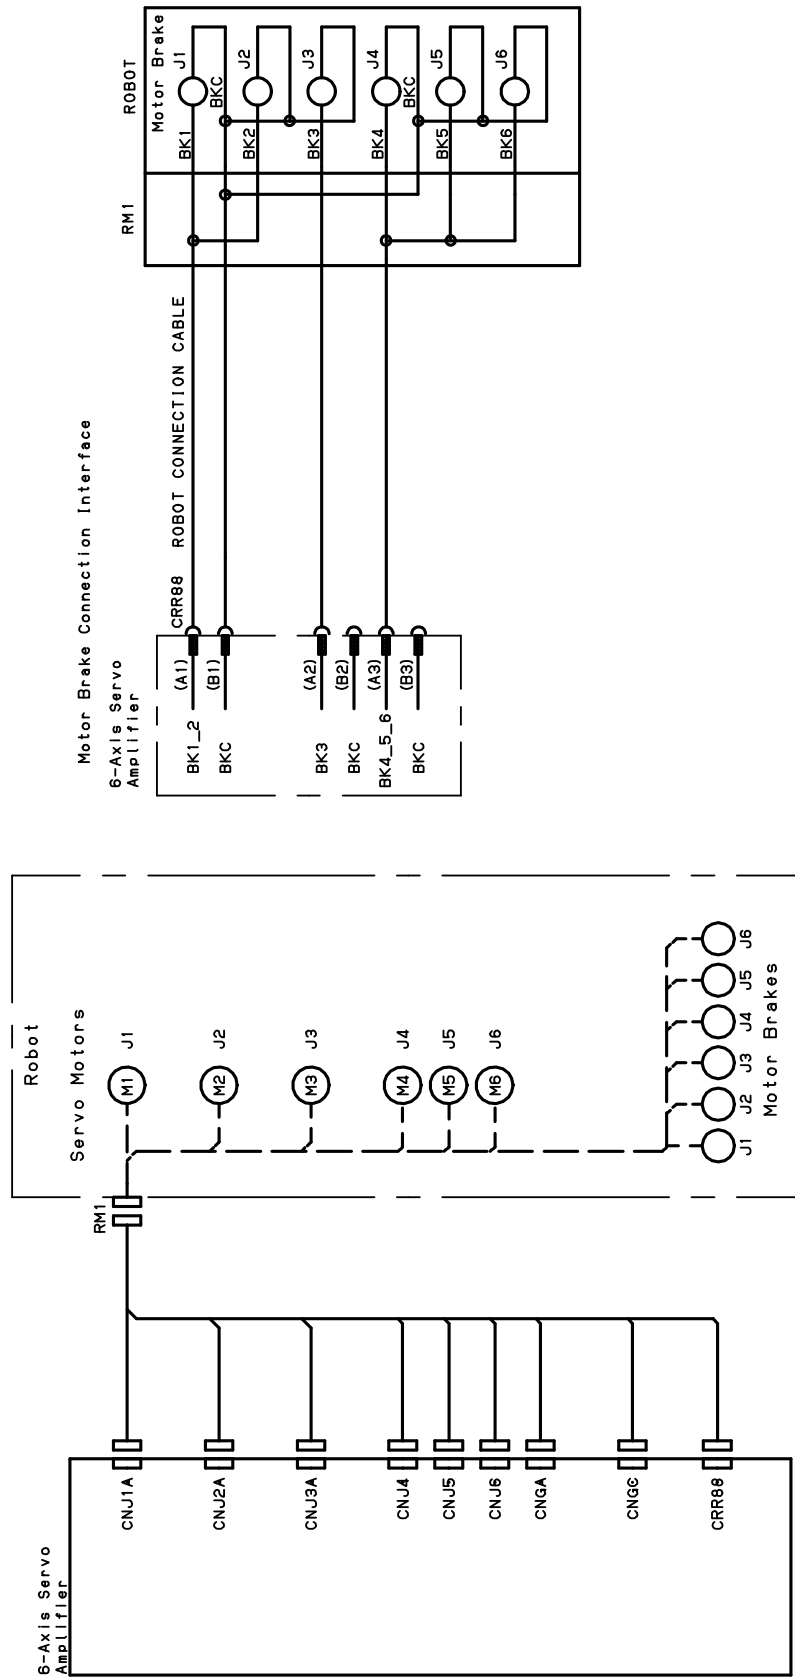 6-Axis Servo
Amplifier
CNJ1A
CNJ2A
CNJ3A
CNJ4
CNJ5
CNJ6
CNGA
CNGC
CRR88
RM1
Robot
Servo Motors
M1
J1
M2
J2
M3
J3
M4
J4
M5
J5
M6
J6
J1
J2
J3
J4
J5
J6
Motor Brakes
Motor Brake Connection Interface
6-Axis Servo
Amplifier
BK1_2
(A1)
BKC
(B1)
BK3
(A2)
BKC
(B2)
BK4_5_6
(A3)
BKC
(B3)
CRR88
ROBOT CONNECTION CABLE
RM1
ROBOT
Motor Brake
BK1
J1
BKC
BK2
J2
BK3
J3
BK4
J4
BKC
BK5
J5
BK6
J6